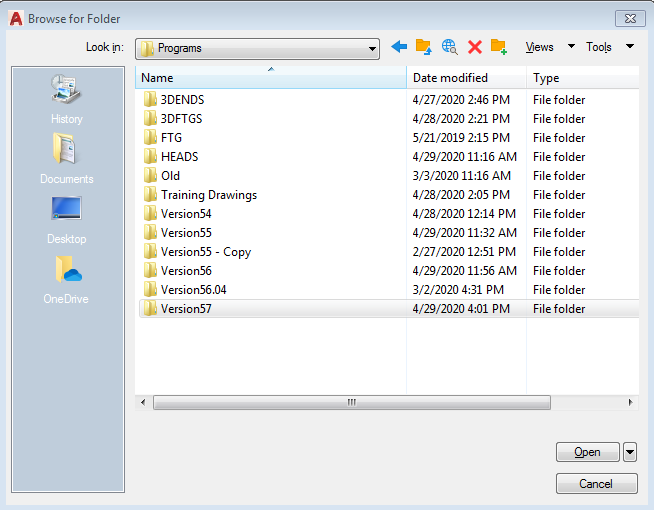 A Browse for Folder
Look in: Programs Views Tools
Name Date modified Type
3DENDS 4/27/2020 2:46 PM File folder
3DFTGS 4/28/2020 2:21 PM File folder
FTG 5/21/2019 2:15 PM File folder
HEADS 4/29/2020 11:16 AM File folder
Old 3/3/2020 11:16 AM File folder
Training Drawings 4/28/2020 2:05 PM File folder
Version54 4/28/2020 12:14 PM File folder
Version55 4/29/2020 11:32 AM File folder
Version55 - Copy 2/27/2020 12:51 PM File folder
Version56 4/29/2020 11:56 AM File folder
Version56.04 3/2/2020 4:31 PM File folder
Version57 4/29/2020 4:01 PM File folder
History
Documents
Desktop
OneDrive
Open
Cancel